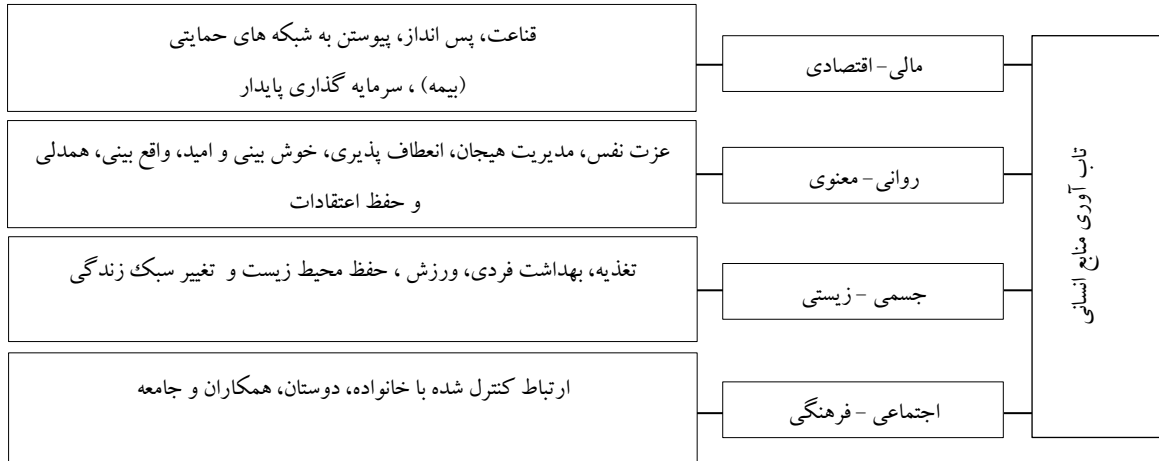 تاب آوری منابع انسانی
مالی- اقتصادی
قناعت، پس انداز، پیوستن به شبکه های حمایتی
(بیمه) ، سرمایه گذاری پایدار
روانی- معنوی
عزت نفس، مدیریت هیجان، انعطاف پذیری، خوش بینی و امید، واقع بینی، همدلی
و حفظ اعتقادات
جسمی - زیستی
تغذیه، بهداشت فردی، ورزش ، حفظ محیط زیست و تغییر سبک زندگی
اجتماعی - فرهنگی
ارتباط کنترل شده با خانواده، دوستان، همکاران و جامعه